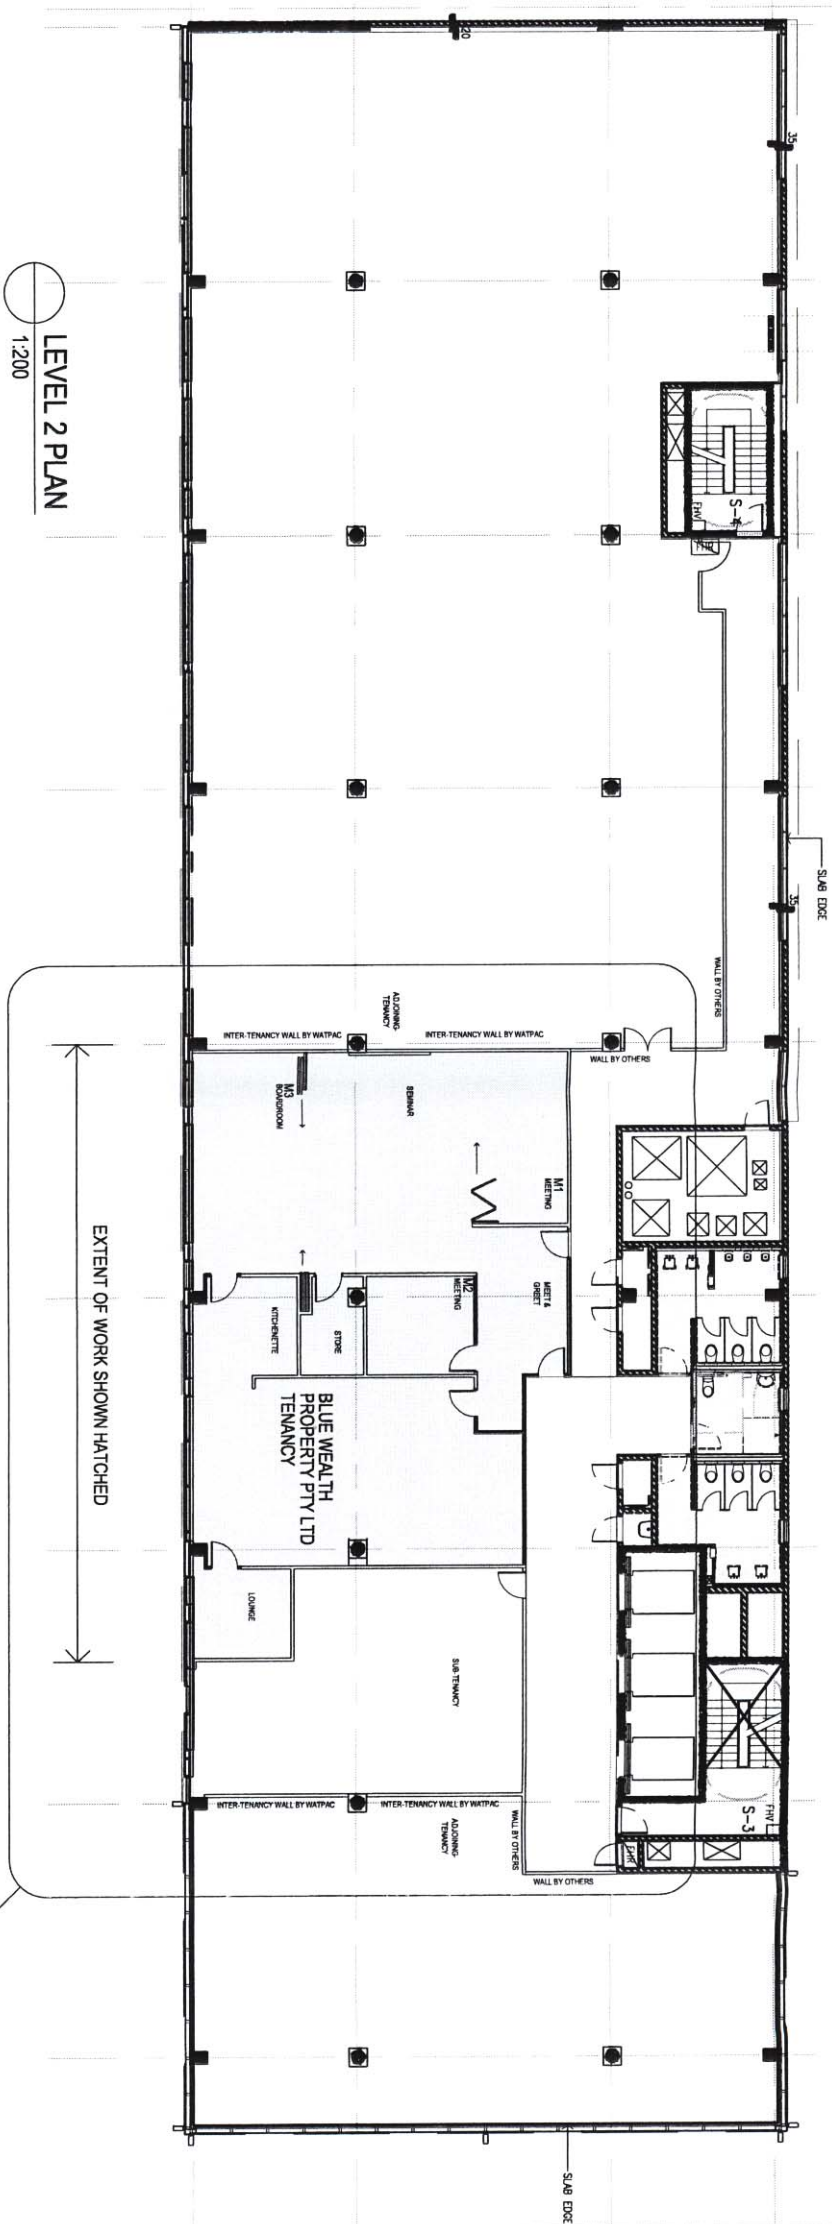 LEVEL 2 PLAN
1:200
20
35
S-4
FHV
FHR
SLAB EDGE
35
WALL BY OTHERS
ADJOINING
TENANCY
INTER-TENANCY WALL BY WATPAC
INTER-TENANCY WALL BY WATPAC
WALL BY OTHERS
M3
BOARDROOM
SEMINAR
M1
MEETING
M2
MEETING
MEET &
GREET
KITCHENETTE
STORE
BLUE WEALTH
PROPERTY PTY LTD
TENANCY
EXTENT OF WORK SHOWN HATCHED
LOUNGE
SUB-TENANCY
S-3
FHV
FHR
INTER-TENANCY WALL BY WATPAC
INTER-TENANCY WALL BY WATPAC
ADJOINING
TENANCY
WALL BY OTHERS
WALL BY OTHERS
SLAB EDGE